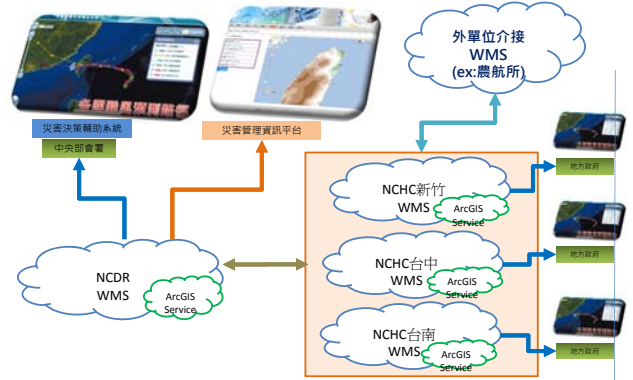 外單位介接
WMS
(ex:農航所)
災害決策輔助系統
中央部會署
災害管理資訊平台
地方政府
NCHC新竹
WMS
ArcGIS
Service
地方政府
NCHC台中
WMS
ArcGIS
Service
NCDR
WMS
ArcGIS
Service
地方政府
NCHC台南
WMS
ArcGIS
Service